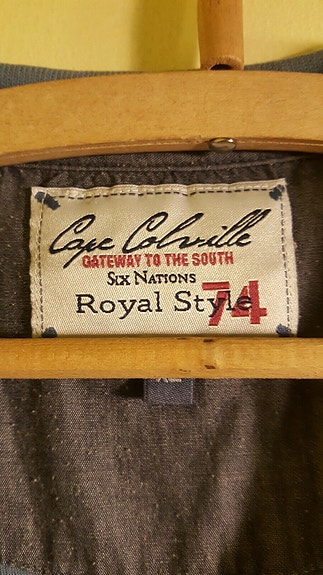 Cape Colville
GATEWAY TO THE SOUTH
SIX NATIONS
Royal Style 74